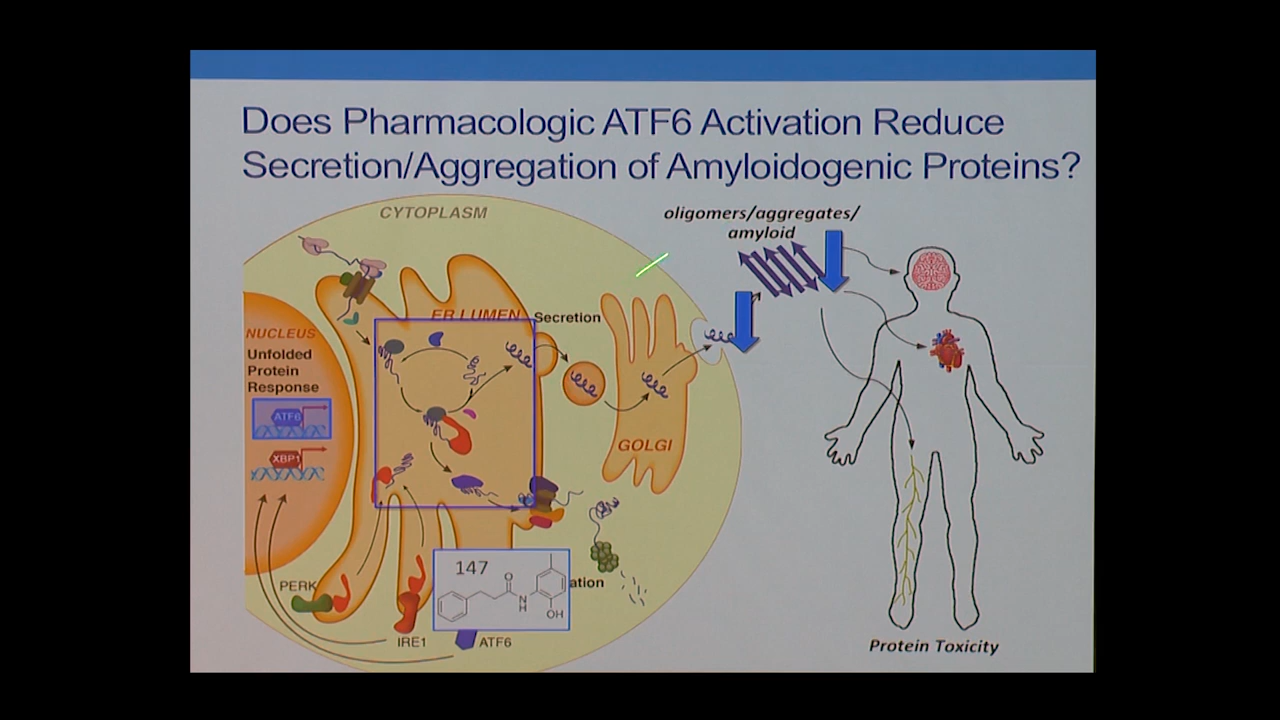 Does Pharmacologic ATF6 Activation Reduce
Secretion/Aggregation of Amyloidogenic Proteins?
CYTOPLASM
oligomers/aggregates/
amyloid
ER LUMEN
Secretion
NUCLEUS
Unfolded
Protein
Response
ATF6
XBP1
GOLGI
147
O
N
H
OH
ation
PERK
IRE1
ATF6
Protein Toxicity